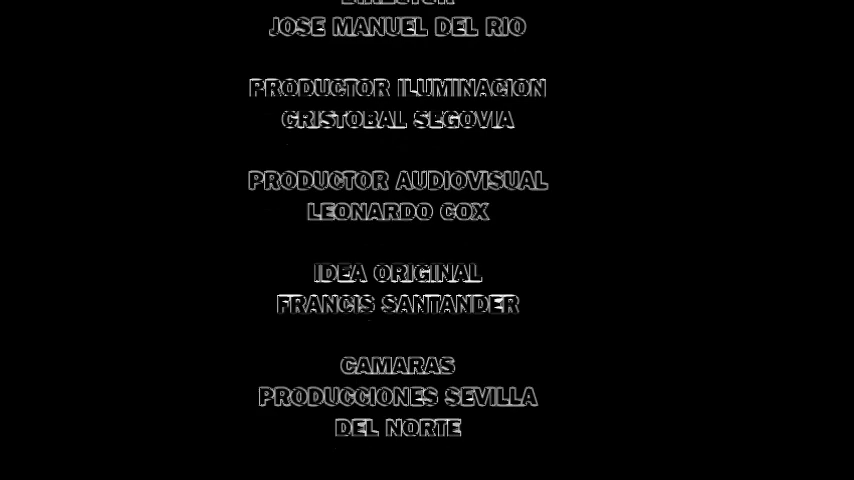 DIRECTOR
JOSE MANUEL DEL RIO
PRODUCTOR ILUMINACION
CRISTOBAL SEGOVIA
PRODUCTOR AUDIOVISUAL
LEONARDO COX
IDEA ORIGINAL
FRANCIS SANTANDER
CAMARAS
PRODUCCIONES SEVILLA
DEL NORTE